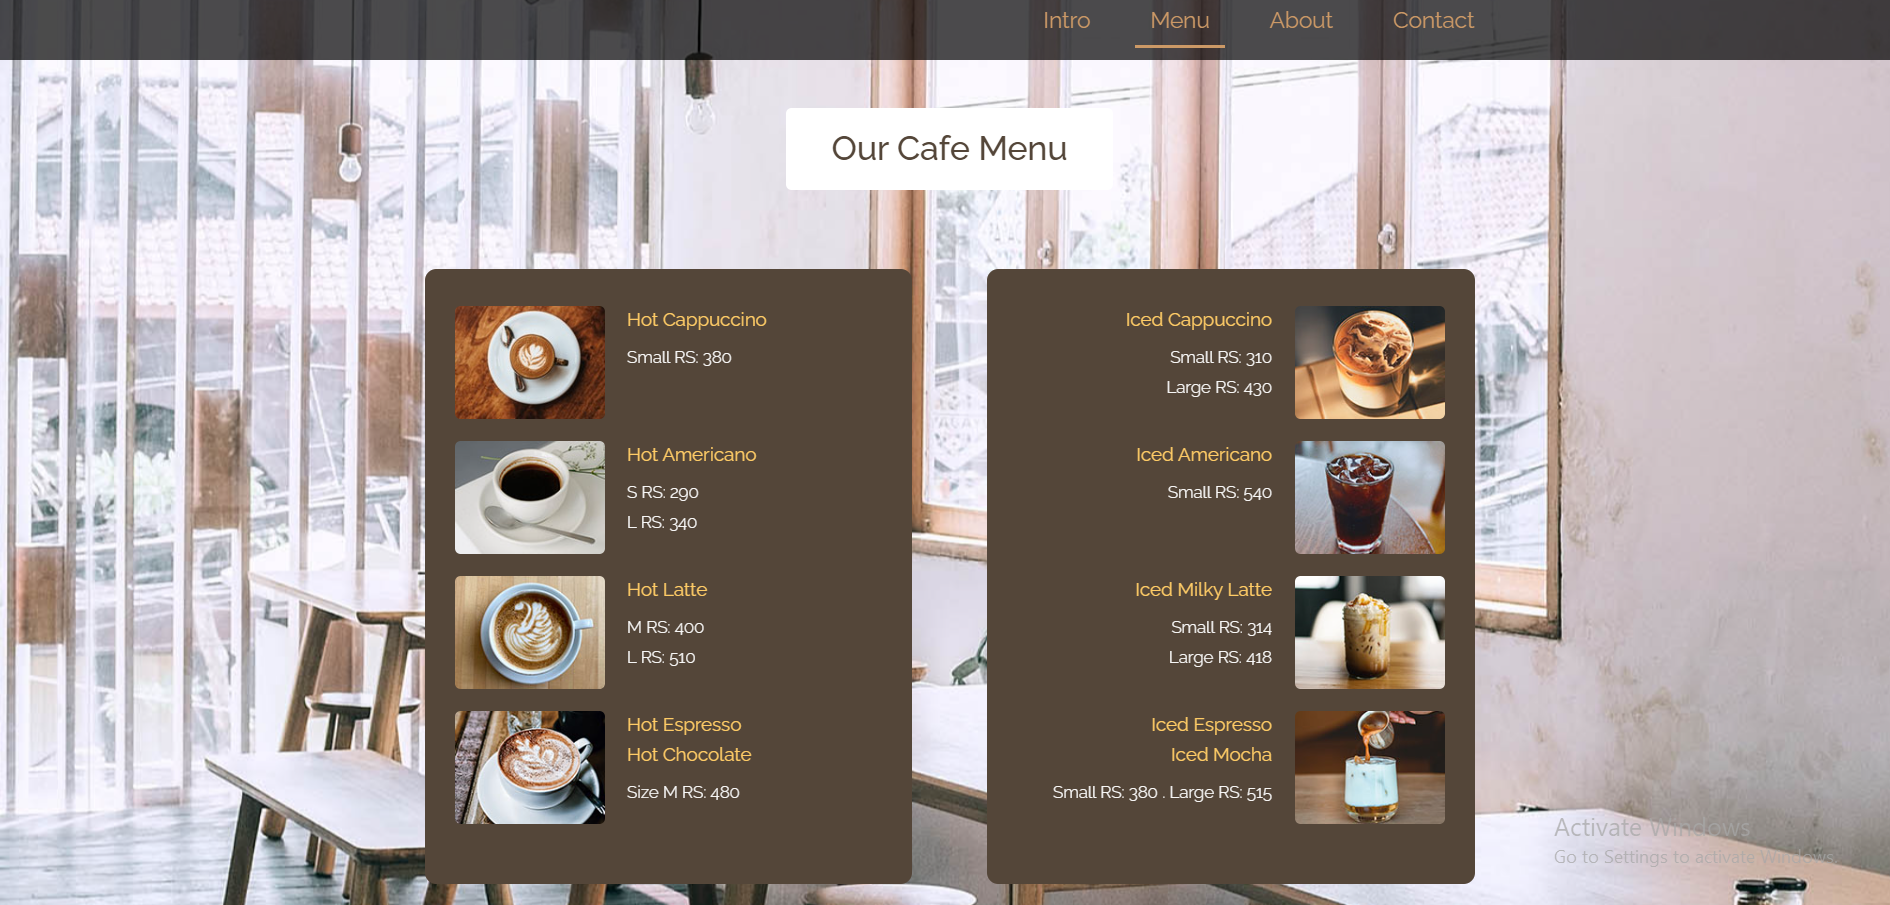 Intro Menu About Contact
Our Cafe Menu
Hot Cappuccino
Small RS: 380
Hot Americano
S RS: 290
L RS: 340
Hot Latte
M RS: 400
L RS: 510
Hot Espresso
Hot Chocolate
Size M RS: 480
Iced Cappuccino
Small RS: 310
Large RS: 430
Iced Americano
Small RS: 540
Iced Milky Latte
Small RS: 314
Large RS: 418
Iced Espresso
Iced Mocha
Small RS: 380 . Large RS: 515
Activate Windows
Go to Settings to activate Windows.